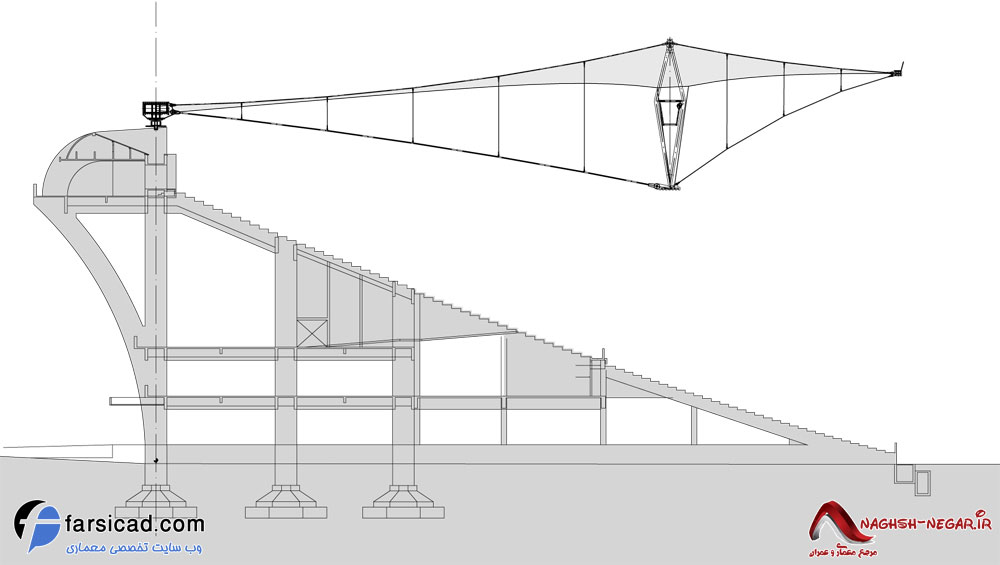 farsicad.com
وب سایت تخصصی معماری
NAGHSH-NEGAR.iR
مرجع معماری و عمران